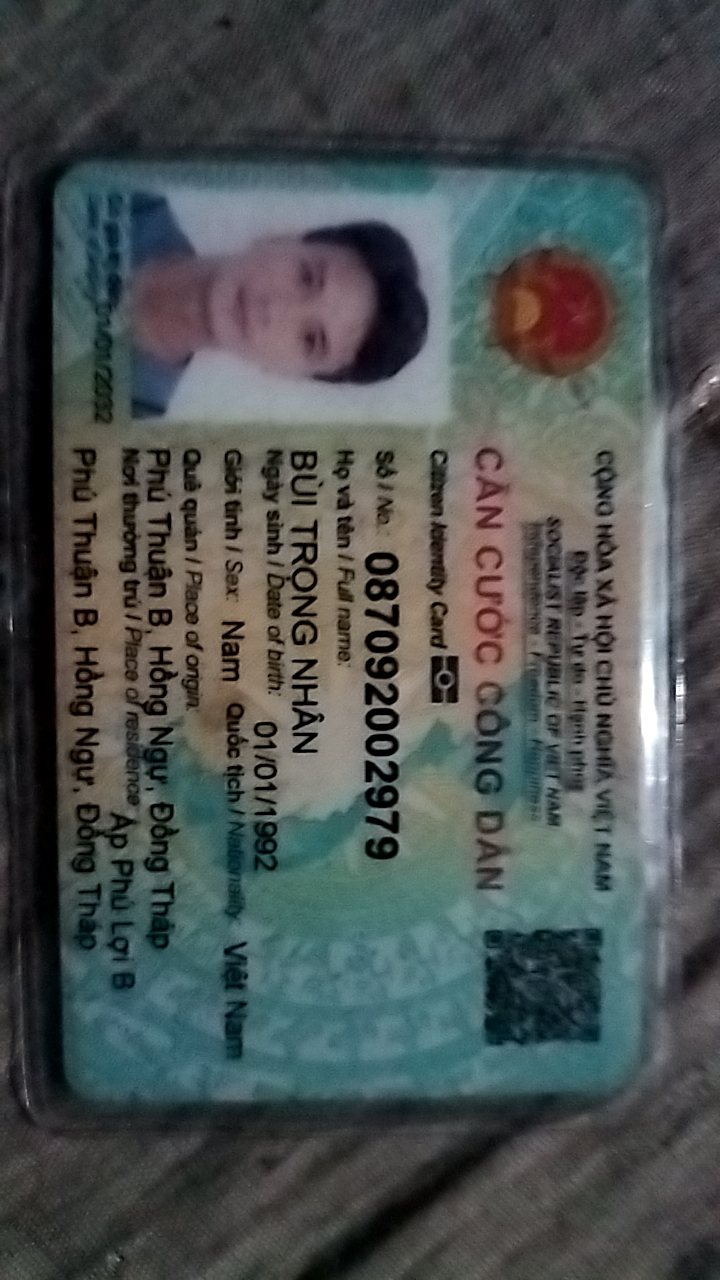 CỘNG HÒA XÃ HỘI CHỦ NGHĨA VIỆT NAM
Độc lập - Tự do - Hạnh phúc
SOCIALIST REPUBLIC OF VIET NAM
Independence - Freedom - Happiness
CĂN CƯỚC CÔNG DÂN
Citizen Identity Card
Số / No.: 087092002979
Họ và tên / Full name:
BÙI TRỌNG NHÂN
Ngày sinh / Date of birth: 01/01/1992
Giới tính / Sex: Nam Quốc tịch / Nationality: Việt Nam
Quê quán / Place of origin:
Phú Thuận B, Hồng Ngự, Đồng Tháp
Nơi thường trú / Place of residence: Ấp Phú Lợi B
Phú Thuận B, Hồng Ngự, Đồng Tháp
01/01/2032